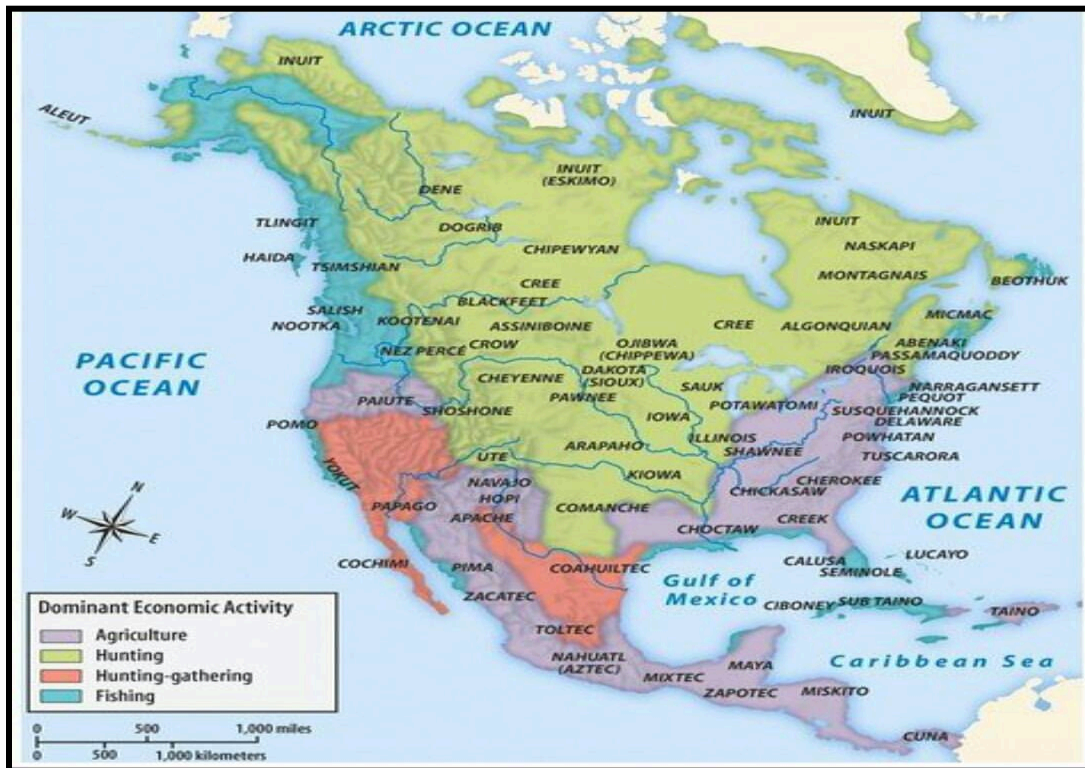 ARCTIC OCEAN
INUIT
ALEUT
INUIT
INUIT
(ESKIMO)
DENE
TLINGIT
DOGRIB
INUIT
HAIDA
TSIMSHIAN
CHIPEWYAN
NASKAPI
MONTAGNAIS
BEOTHUK
CREE
BLACKFEET
SALISH
NOOTKA
KOOTENAI
ASSINIBOINE
CREE
ALGONQUIAN
MICMAC
PACIFIC
OCEAN
NEZ PERCÉ
CROW
OJIBWA
(CHIPPEWA)
ABENAKI
PASSAMAQUODDY
IROQUOIS
CHEYENNE
DAKOTA
(SIOUX)
SAUK
NARRAGANSETT
PEQUOT
PAIUTE
SHOSHONE
PAWNEE
IOWA
POTAWATOMI
SUSQUEHANNOCK
DELAWARE
POMO
ILLINOIS
SHAWNEE
POWHATAN
TUSCARORA
YOKUT
UTE
ARAPAHO
KIOWA
CHEROKEE
CHICKASAW
NAVAJO
HOPI
PAPAGO
APACHE
COMANCHE
CHOCTAW
CREEK
ATLANTIC
OCEAN
N
W
E
S
COCHIMI
PIMA
COAHUILTEC
CALUSA
SEMINOLE
LUCAYO
Gulf of
Mexico
ZACATEC
CIBONEY
SUB TAINO
TAINO
TOLTEC
NAHUATL
(AZTEC)
MIXTEC
MAYA
ZAPOTEC
MISKITO
Caribbean Sea
CUNA
Dominant Economic Activity
Agriculture
Hunting
Hunting-gathering
Fishing
0 500 1,000 miles
0 500 1,000 kilometers